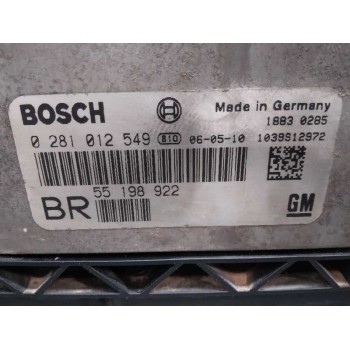 BOSCH
Made in Germany
1883 0285
0 281 012 549 810 06-05-10 1039S12972
55 198 922
BR
GM